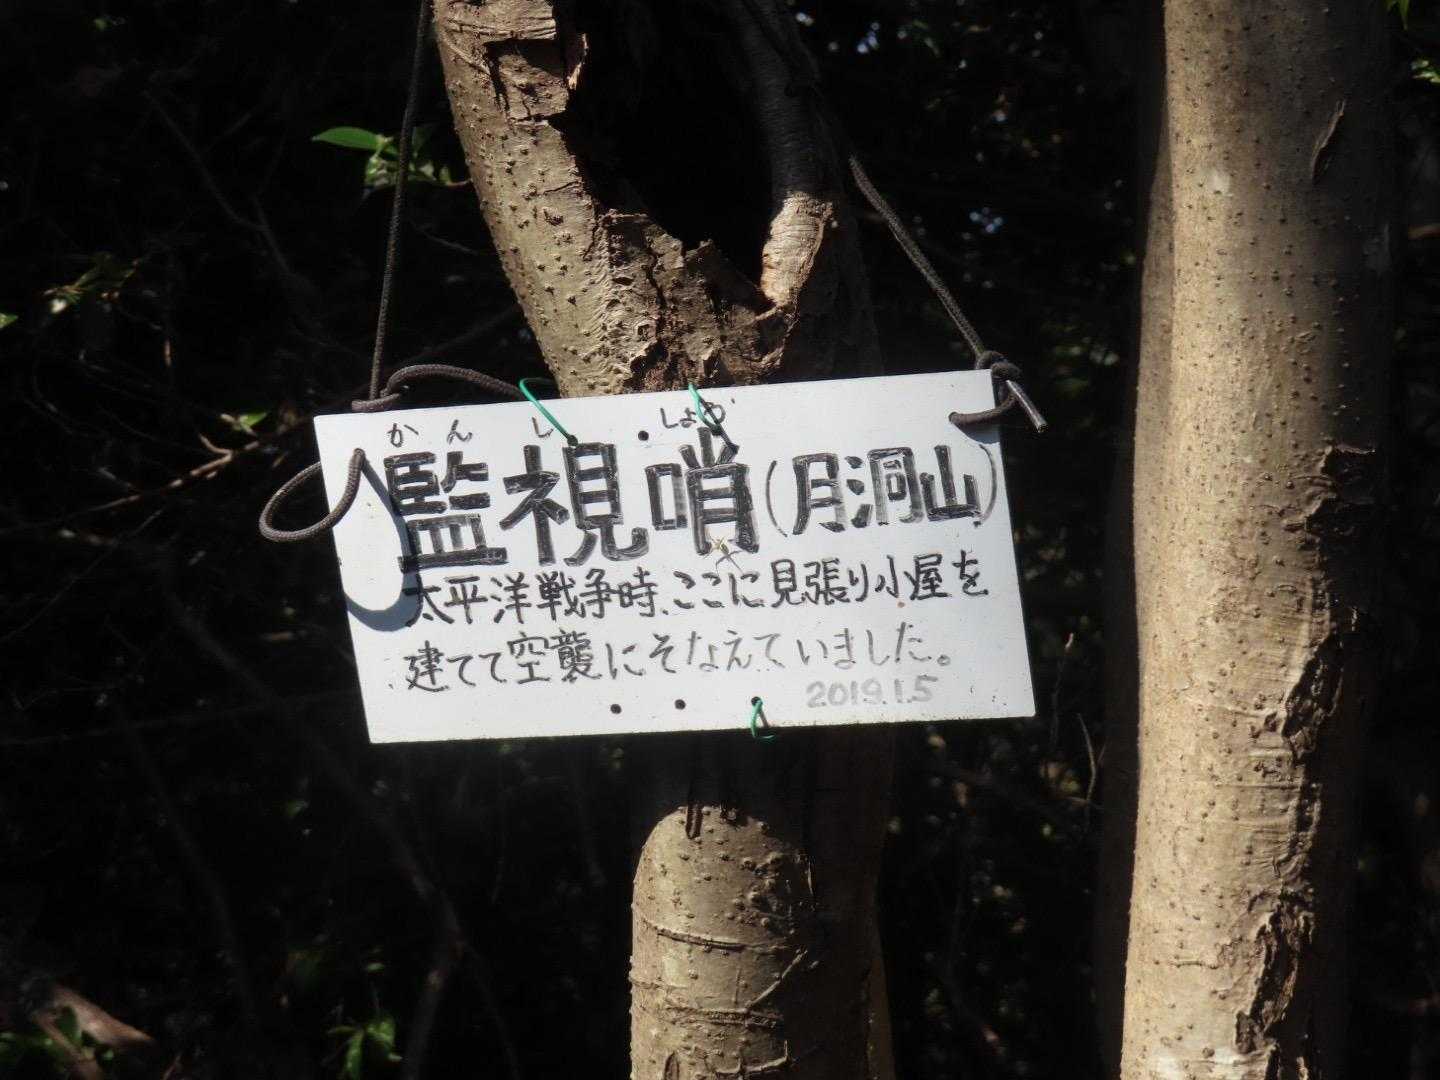 かんししょう
監視哨(月洞山)
太平洋戦争時、ここに見張り小屋を
建てて空襲にそなえていました。
2019.1.5